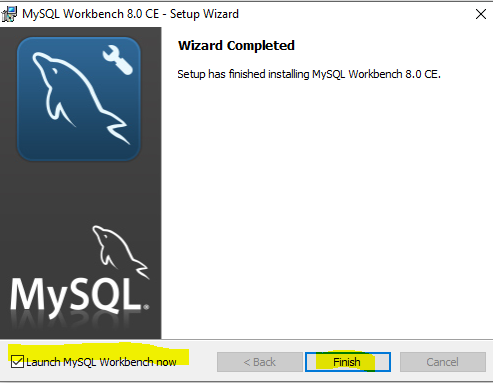 MySQL Workbench 8.0 CE - Setup Wizard
Wizard Completed
Setup has finished installing MySQL Workbench 8.0 CE.
MySQL®
Launch MySQL Workbench now
< Back
Finish
Cancel